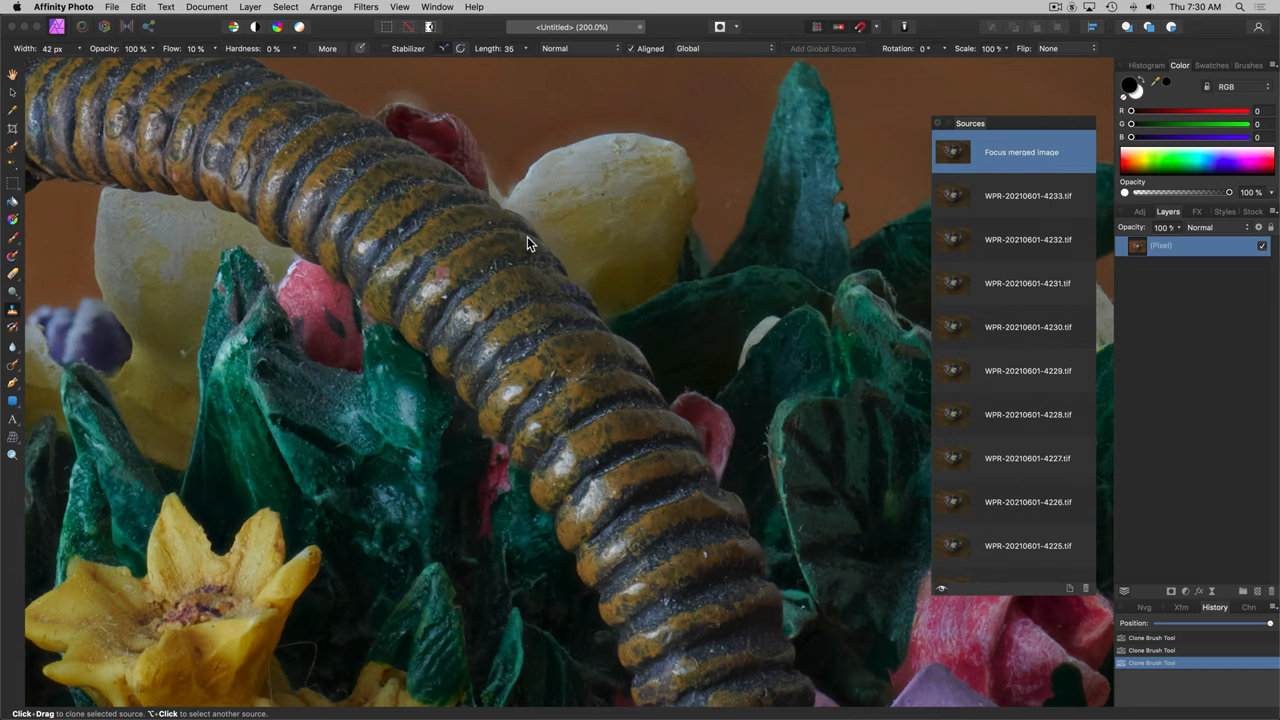 Affinity Photo File Edit Text Document Layer Select Arrange Filters View Window Help Thu 7:30 AM
<Untitled> (200.0%)
Width: 42 px Opacity: 100 % Flow: 10 % Hardness: 0 % More Stabilizer Length: 35 Normal Aligned Global Add Global Source Rotation: 0 ° Scale: 100 % Flip: None
Histogram Color Swatches Brushes
RGB
R 0
G 0
B 0
Opacity
100 %
Adj Layers FX Styles Stock
Opacity: 100 % Normal
(Pixel)
Sources
Focus merged image
WPR-20210601-4233.tif
WPR-20210601-4232.tif
WPR-20210601-4231.tif
WPR-20210601-4230.tif
WPR-20210601-4229.tif
WPR-20210601-4228.tif
WPR-20210601-4227.tif
WPR-20210601-4226.tif
WPR-20210601-4225.tif
Nvg Xfm History Chn
Position:
Clone Brush Tool
Clone Brush Tool
Clone Brush Tool
Click+Drag to clone selected source. ⌥+Click to select another source.